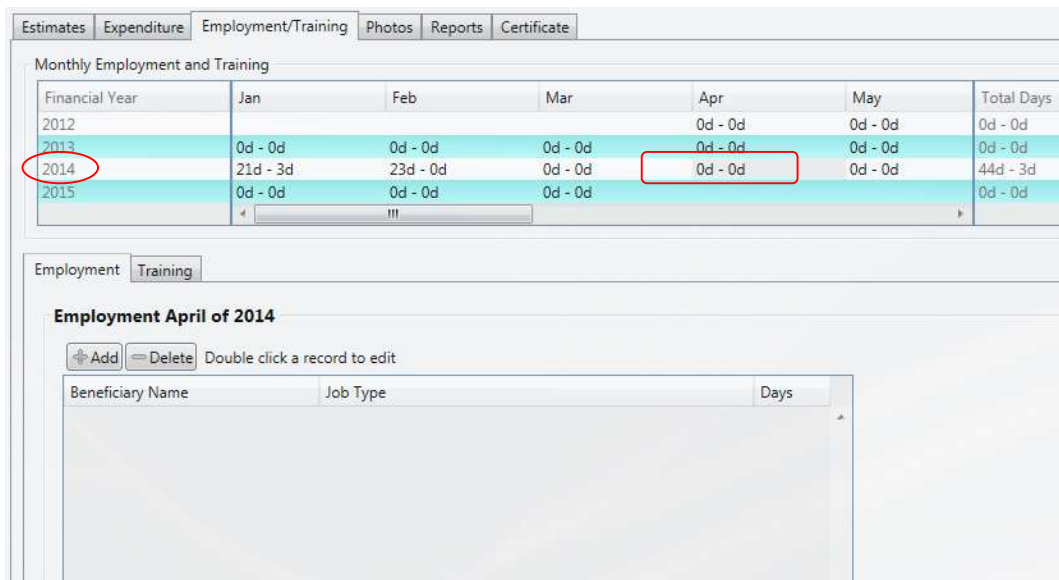 Estimates Expenditure Employment/Training Photos Reports Certificate
Monthly Employment and Training
Financial Year Jan Feb Mar Apr May Total Days
2012 0d - 0d 0d - 0d 0d - 0d
2013 0d - 0d 0d - 0d 0d - 0d 0d - 0d 0d - 0d 0d - 0d
2014 21d - 3d 23d - 0d 0d - 0d 0d - 0d 0d - 0d 44d - 3d
2015 0d - 0d 0d - 0d 0d - 0d 0d - 0d
Employment Training
Employment April of 2014
Add Delete Double click a record to edit
Beneficiary Name Job Type Days